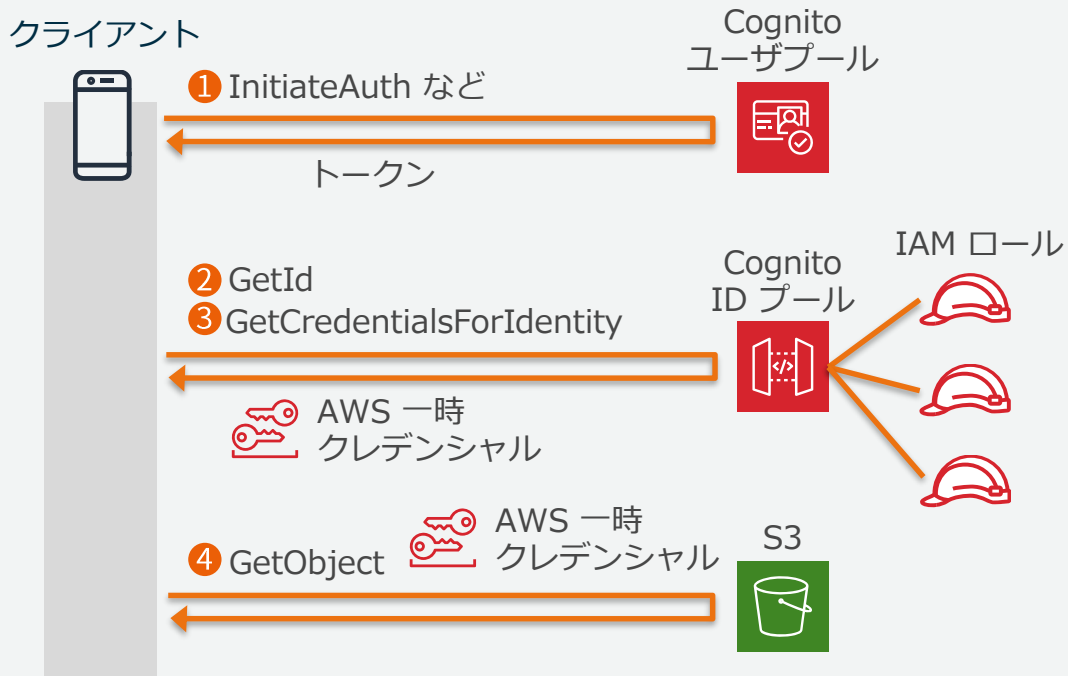 クライアント
Cognito
ユーザプール
❶ InitiateAuth など
トークン
IAM ロール
Cognito
ID プール
❷ GetId
❸ GetCredentialsForIdentity
</>
AWS 一時
クレデンシャル
AWS 一時
クレデンシャル
S3
❹ GetObject